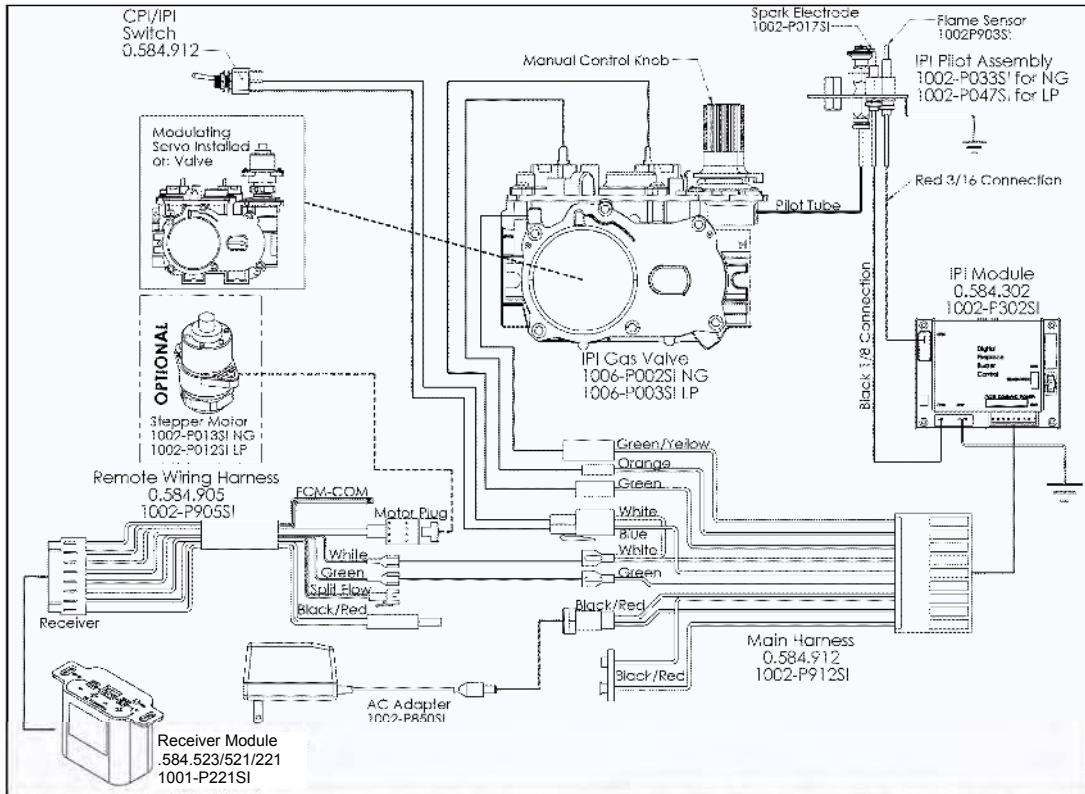 CPI/IPI
Switch
0.584.912
Spark Electrode
1002-P017SI
Flame Sensor
1002P903SI
IPI Pilot Assembly
1002-P033SI for NG
1002-P047SI for LP
Manual Control Knob
Modulating
Servo Installed
on Valve
Red 3/16 Connection
Pilot Tube
IPI Module
0.584.302
1002-P302SI
Digital
Fireplace
Burner
Control
Black 1/8 Connection
IPI Gas Valve
1006-P002SI NG
1006-P003SI LP
OPTIONAL
Stepper Motor
1002-P013SI NG
1002-P012SI LP
Remote Wiring Harness
0.584.905
1002-P905SI
FCM-COM
Motor Plug
White
Green
Split Flow
Black/Red
Receiver
Green/Yellow
Orange
Green
White
Blue
White
Green
Black/Red
Black/Red
Main Harness
0.584.912
1002-P912SI
AC Adapter
1002-P850SI
Receiver Module
.584.523/521/221
1001-P221SI